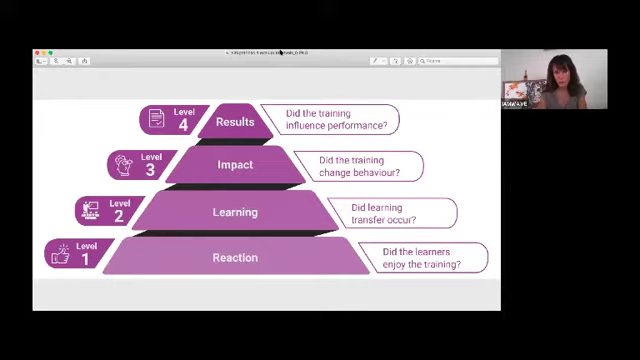 Search
Level
4
Results
Did the training
influence performance?
Level
3
Impact
Did the training
change behaviour?
Level
2
Learning
Did learning
transfer occur?
Level
1
Reaction
Did the learners
enjoy the training?